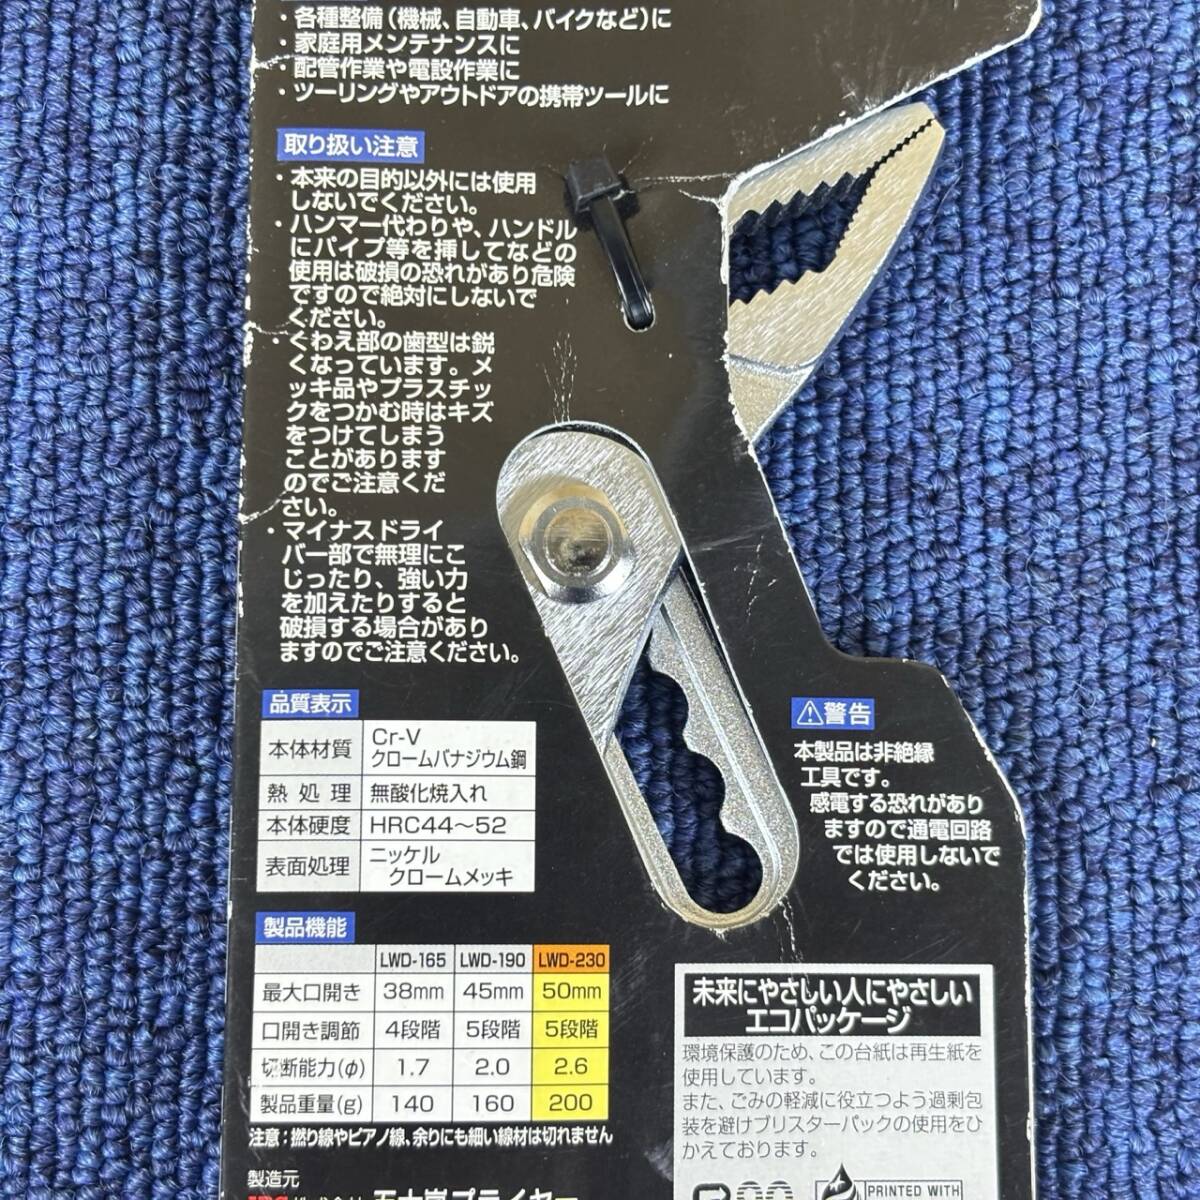 ・各種整備（機械、自動車、バイクなど）に
・家庭用メンテナンスに
・配管作業や電設作業に
・ツーリングやアウトドアの携帯ツールに
取り扱い注意
・本来の目的以外には使用
しないでください。
・ハンマー代わりや、ハンドル
にパイプ等を挿してなどの
使用は破損の恐れがあり危険
ですので絶対にしないで
ください。
・くわえ部の歯型は鋭
くなっています。メ
ッキ品やプラスチッ
クをつかむ時はキズ
をつけてしまう
ことがあります
のでご注意くだ
さい。
・マイナスドライ
バー部で無理にこ
じったり、強い力
を加えたりすると
破損する場合があり
ますのでご注意ください。
品質表示
本体材質 Cr-V
クロームバナジウム鋼
熱処理 無酸化焼入れ
本体硬度 HRC44〜52
表面処理 ニッケル
クロームメッキ
⚠警告
本製品は非絶縁
工具です。
感電する恐れがあり
ますので通電回路
では使用しないで
ください。
製品機能
LWD-165 LWD-190 LWD-230
最大口開き 38mm 45mm 50mm
口開き調節 4段階 5段階 5段階
切断能力(φ) 1.7 2.0 2.6
製品重量(g) 140 160 200
注意：撚り線やピアノ線、余りにも細い線材は切れません
製造元
未来にやさしい人にやさしい
エコパッケージ
環境保護のため、この台紙は再生紙を
使用しています。
また、ごみの軽減に役立つよう過剰包
装を避けブリスターパックの使用をひ
かえております。
PRINTED WITH